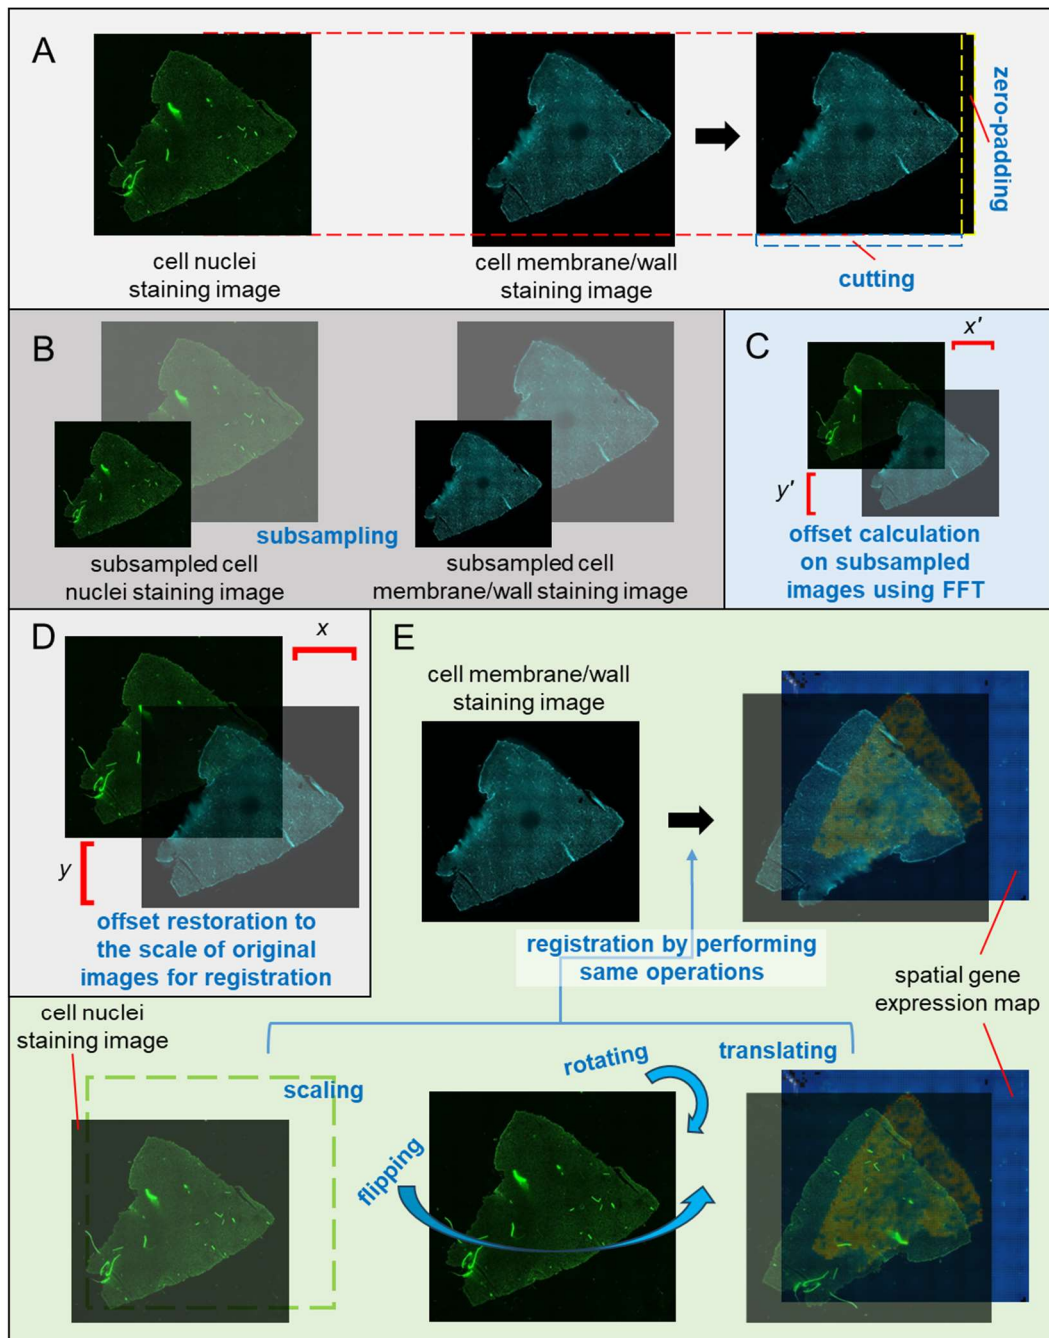 A
cell nuclei
staining image
cell membrane/wall
staining image
zero-padding
cutting
B
subsampling
subsampled cell
nuclei staining image
subsampled cell
membrane/wall staining image
C
x'
y'
offset calculation
on subsampled
images using FFT
D
x
y
offset restoration to
the scale of original
images for registration
E
cell membrane/wall
staining image
registration by performing
same operations
spatial gene
expression map
cell nuclei
staining image
scaling
flipping
rotating
translating